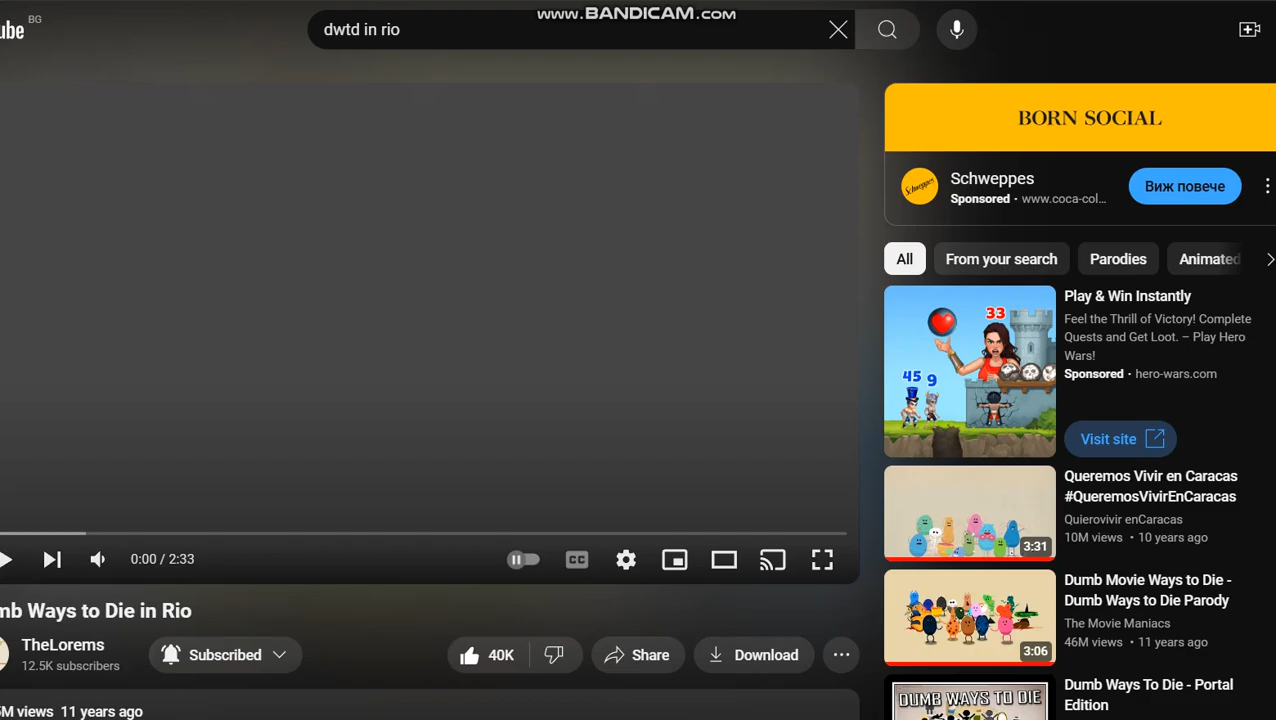 www.BANDICAM.com
ube BG
dwtd in rio
BORN SOCIAL
Schweppes
Schweppes
Sponsored · www.coca-col...
Виж повече
All
From your search
Parodies
Animated
33
45 9
Play & Win Instantly
Feel the Thrill of Victory! Complete
Quests and Get Loot. – Play Hero
Wars!
Sponsored · hero-wars.com
Visit site
Queremos Vivir en Caracas
#QueremosVivirEnCaracas
Quierovivir enCaracas
10M views • 10 years ago
3:31
Dumb Movie Ways to Die -
Dumb Ways to Die Parody
The Movie Maniacs
46M views • 11 years ago
3:06
DUMB WAYS TO DIE
Dumb Ways To Die - Portal
Edition
0:00 / 2:33
CC
mb Ways to Die in Rio
TheLorems
12.5K subscribers
Subscribed
40K
Share
Download
5M views 11 years ago